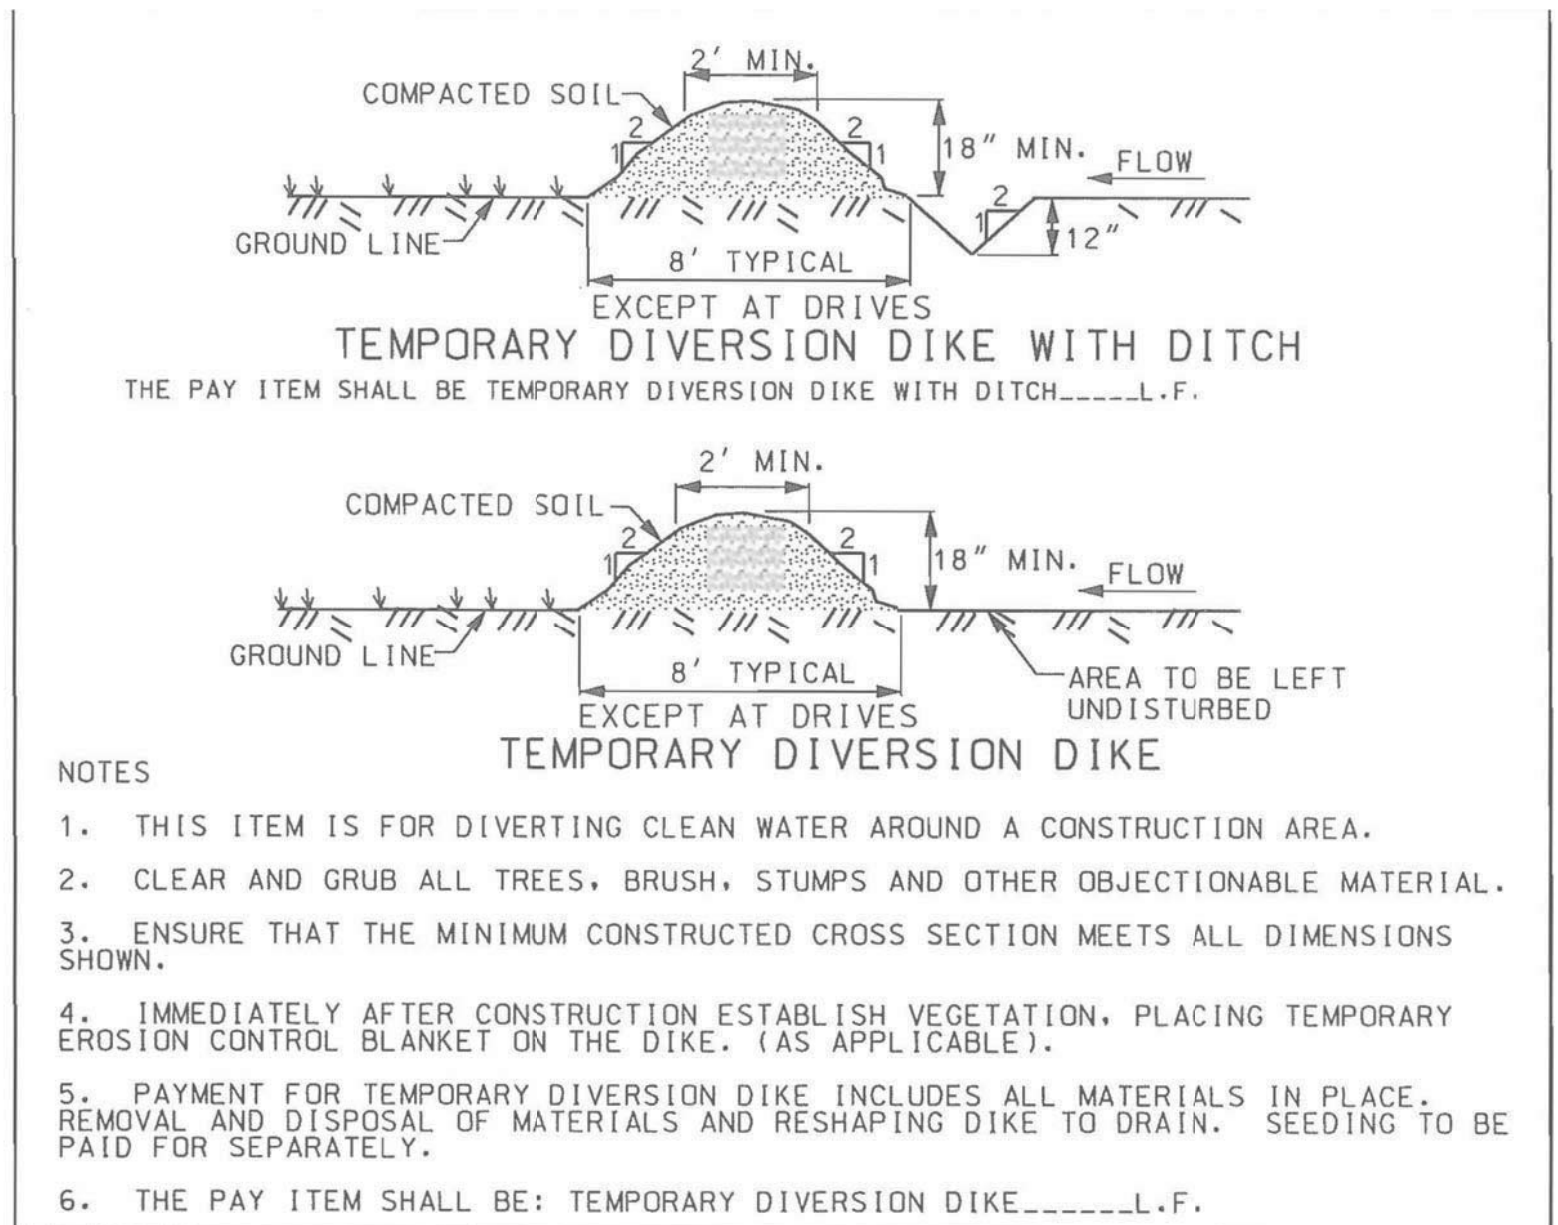 2' MIN.
COMPACTED SOIL
2
1
2
1
18" MIN.
FLOW
2
1
12"
GROUND LINE
8' TYPICAL
EXCEPT AT DRIVES
TEMPORARY DIVERSION DIKE WITH DITCH
THE PAY ITEM SHALL BE TEMPORARY DIVERSION DIKE WITH DITCH_____L.F.
2' MIN.
COMPACTED SOIL
2
1
2
1
18" MIN.
FLOW
GROUND LINE
8' TYPICAL
EXCEPT AT DRIVES
AREA TO BE LEFT
UNDISTURBED
TEMPORARY DIVERSION DIKE
NOTES
1. THIS ITEM IS FOR DIVERTING CLEAN WATER AROUND A CONSTRUCTION AREA.
2. CLEAR AND GRUB ALL TREES, BRUSH, STUMPS AND OTHER OBJECTIONABLE MATERIAL.
3. ENSURE THAT THE MINIMUM CONSTRUCTED CROSS SECTION MEETS ALL DIMENSIONS
SHOWN.
4. IMMEDIATELY AFTER CONSTRUCTION ESTABLISH VEGETATION, PLACING TEMPORARY
EROSION CONTROL BLANKET ON THE DIKE. (AS APPLICABLE).
5. PAYMENT FOR TEMPORARY DIVERSION DIKE INCLUDES ALL MATERIALS IN PLACE.
REMOVAL AND DISPOSAL OF MATERIALS AND RESHAPING DIKE TO DRAIN. SEEDING TO BE
PAID FOR SEPARATELY.
6. THE PAY ITEM SHALL BE: TEMPORARY DIVERSION DIKE______L.F.